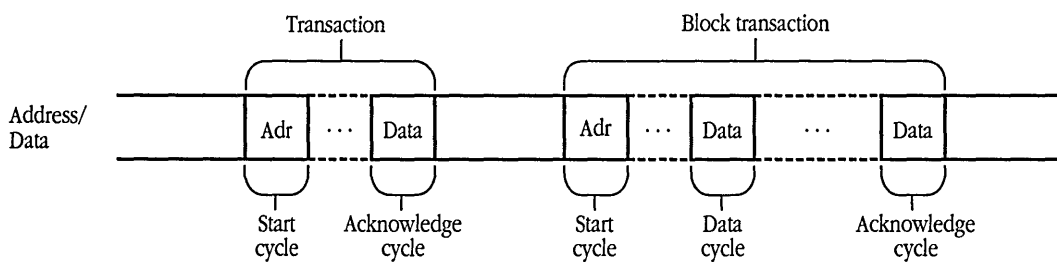 Transaction
Block transaction
Address/
Data
Adr
...
Data
Adr
...
Data
...
Data
Start
cycle
Acknowledge
cycle
Start
cycle
Data
cycle
Acknowledge
cycle